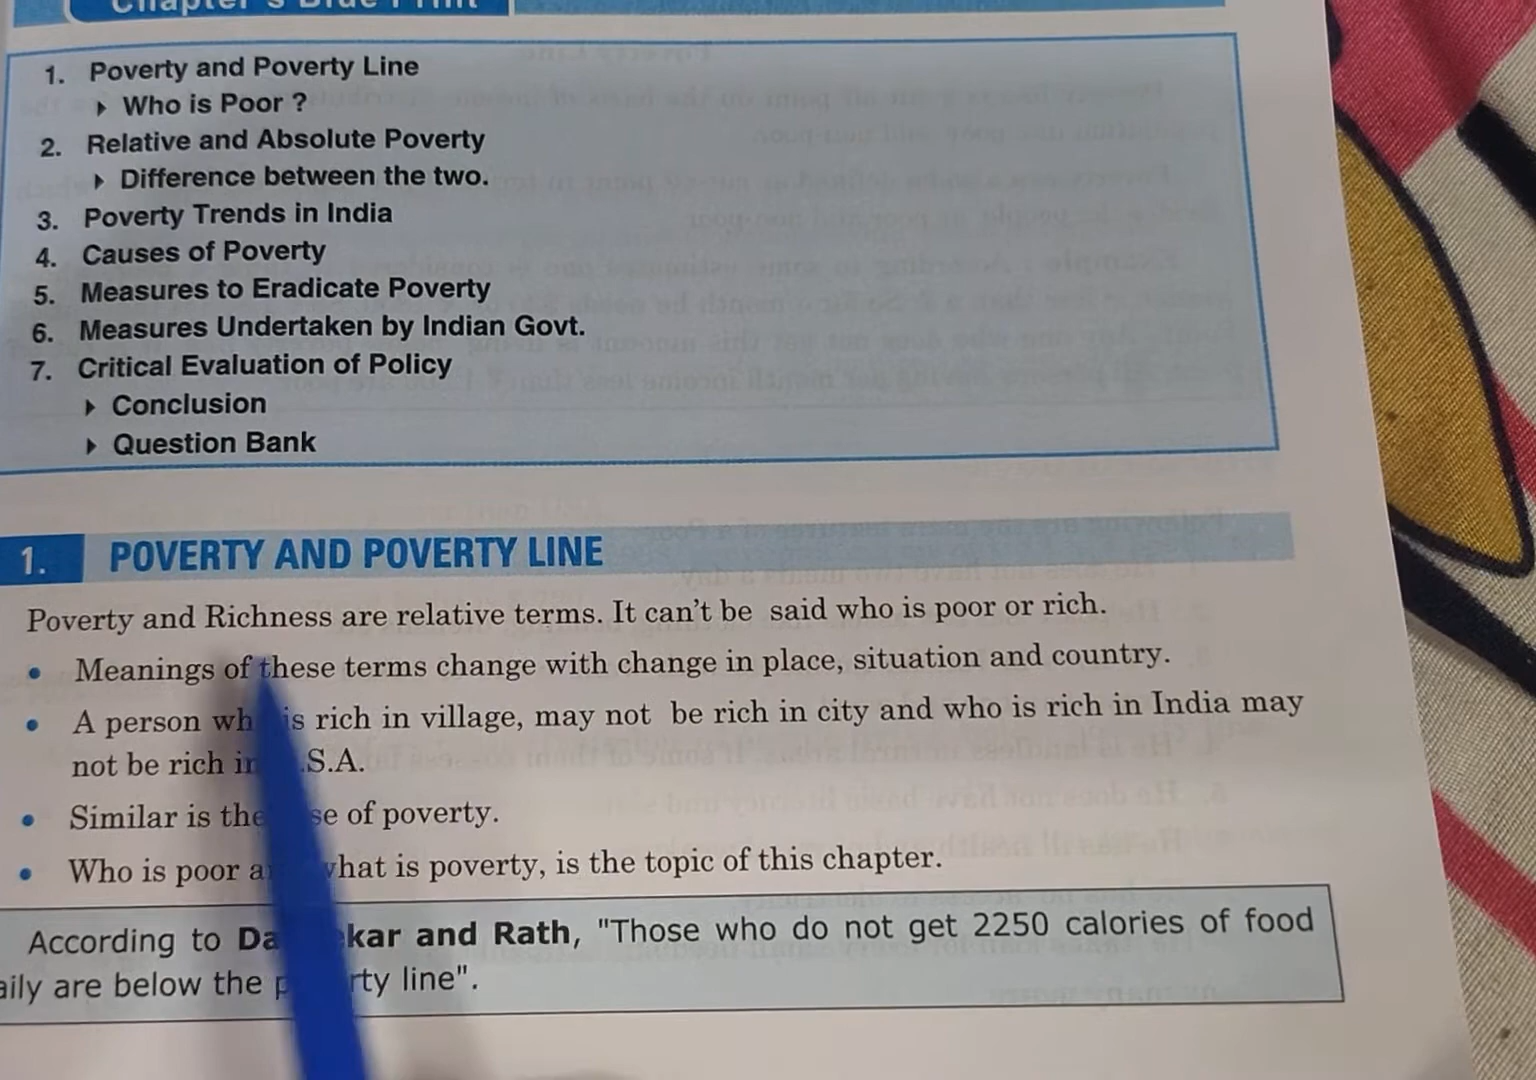 Chapter's Blue Print
1. Poverty and Poverty Line
▸ Who is Poor ?
2. Relative and Absolute Poverty
▸ Difference between the two.
3. Poverty Trends in India
4. Causes of Poverty
5. Measures to Eradicate Poverty
6. Measures Undertaken by Indian Govt.
7. Critical Evaluation of Policy
▸ Conclusion
▸ Question Bank
1. POVERTY AND POVERTY LINE
Poverty and Richness are relative terms. It can't be said who is poor or rich.
• Meanings of these terms change with change in place, situation and country.
• A person wh is rich in village, may not be rich in city and who is rich in India may
not be rich in .S.A.
• Similar is the se of poverty.
• Who is poor a what is poverty, is the topic of this chapter.
According to Da kar and Rath, "Those who do not get 2250 calories of food
aily are below the p rty line".